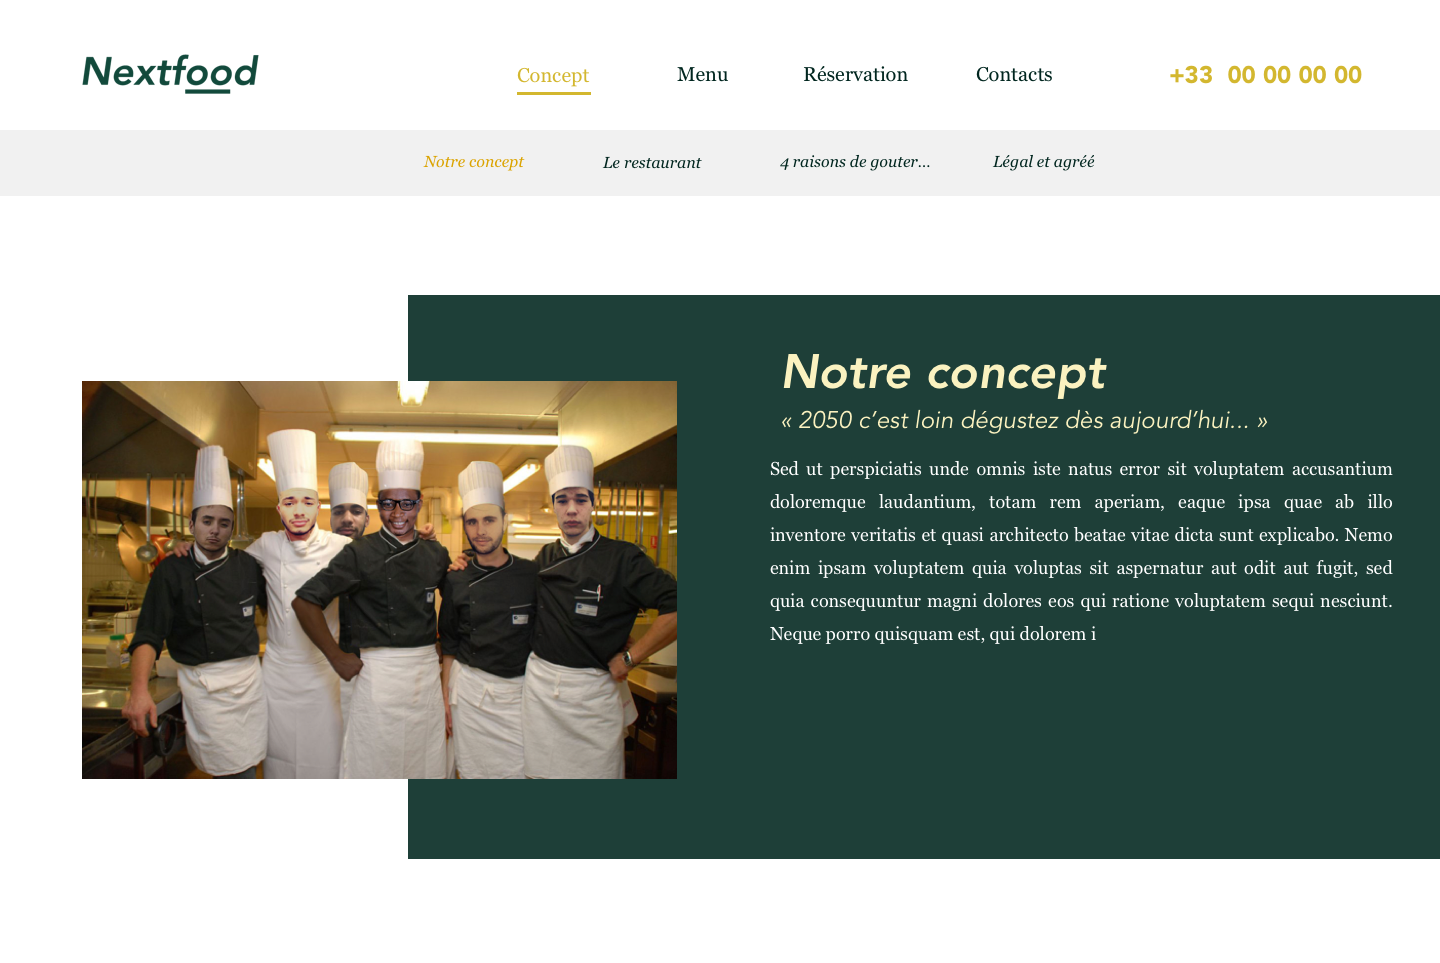 Nextfood
Concept
Menu
Réservation
Contacts
+33 00 00 00 00
Notre concept
Le restaurant
4 raisons de gouter...
Légal et agréé
Notre concept
« 2050 c’est loin dégustez dès aujourd’hui... »
Sed ut perspiciatis unde omnis iste natus error sit voluptatem accusantium
doloremque laudantium, totam rem aperiam, eaque ipsa quae ab illo
inventore veritatis et quasi architecto beatae vitae dicta sunt explicabo. Nemo
enim ipsam voluptatem quia voluptas sit aspernatur aut odit aut fugit, sed
quia consequuntur magni dolores eos qui ratione voluptatem sequi nesciunt.
Neque porro quisquam est, qui dolorem i